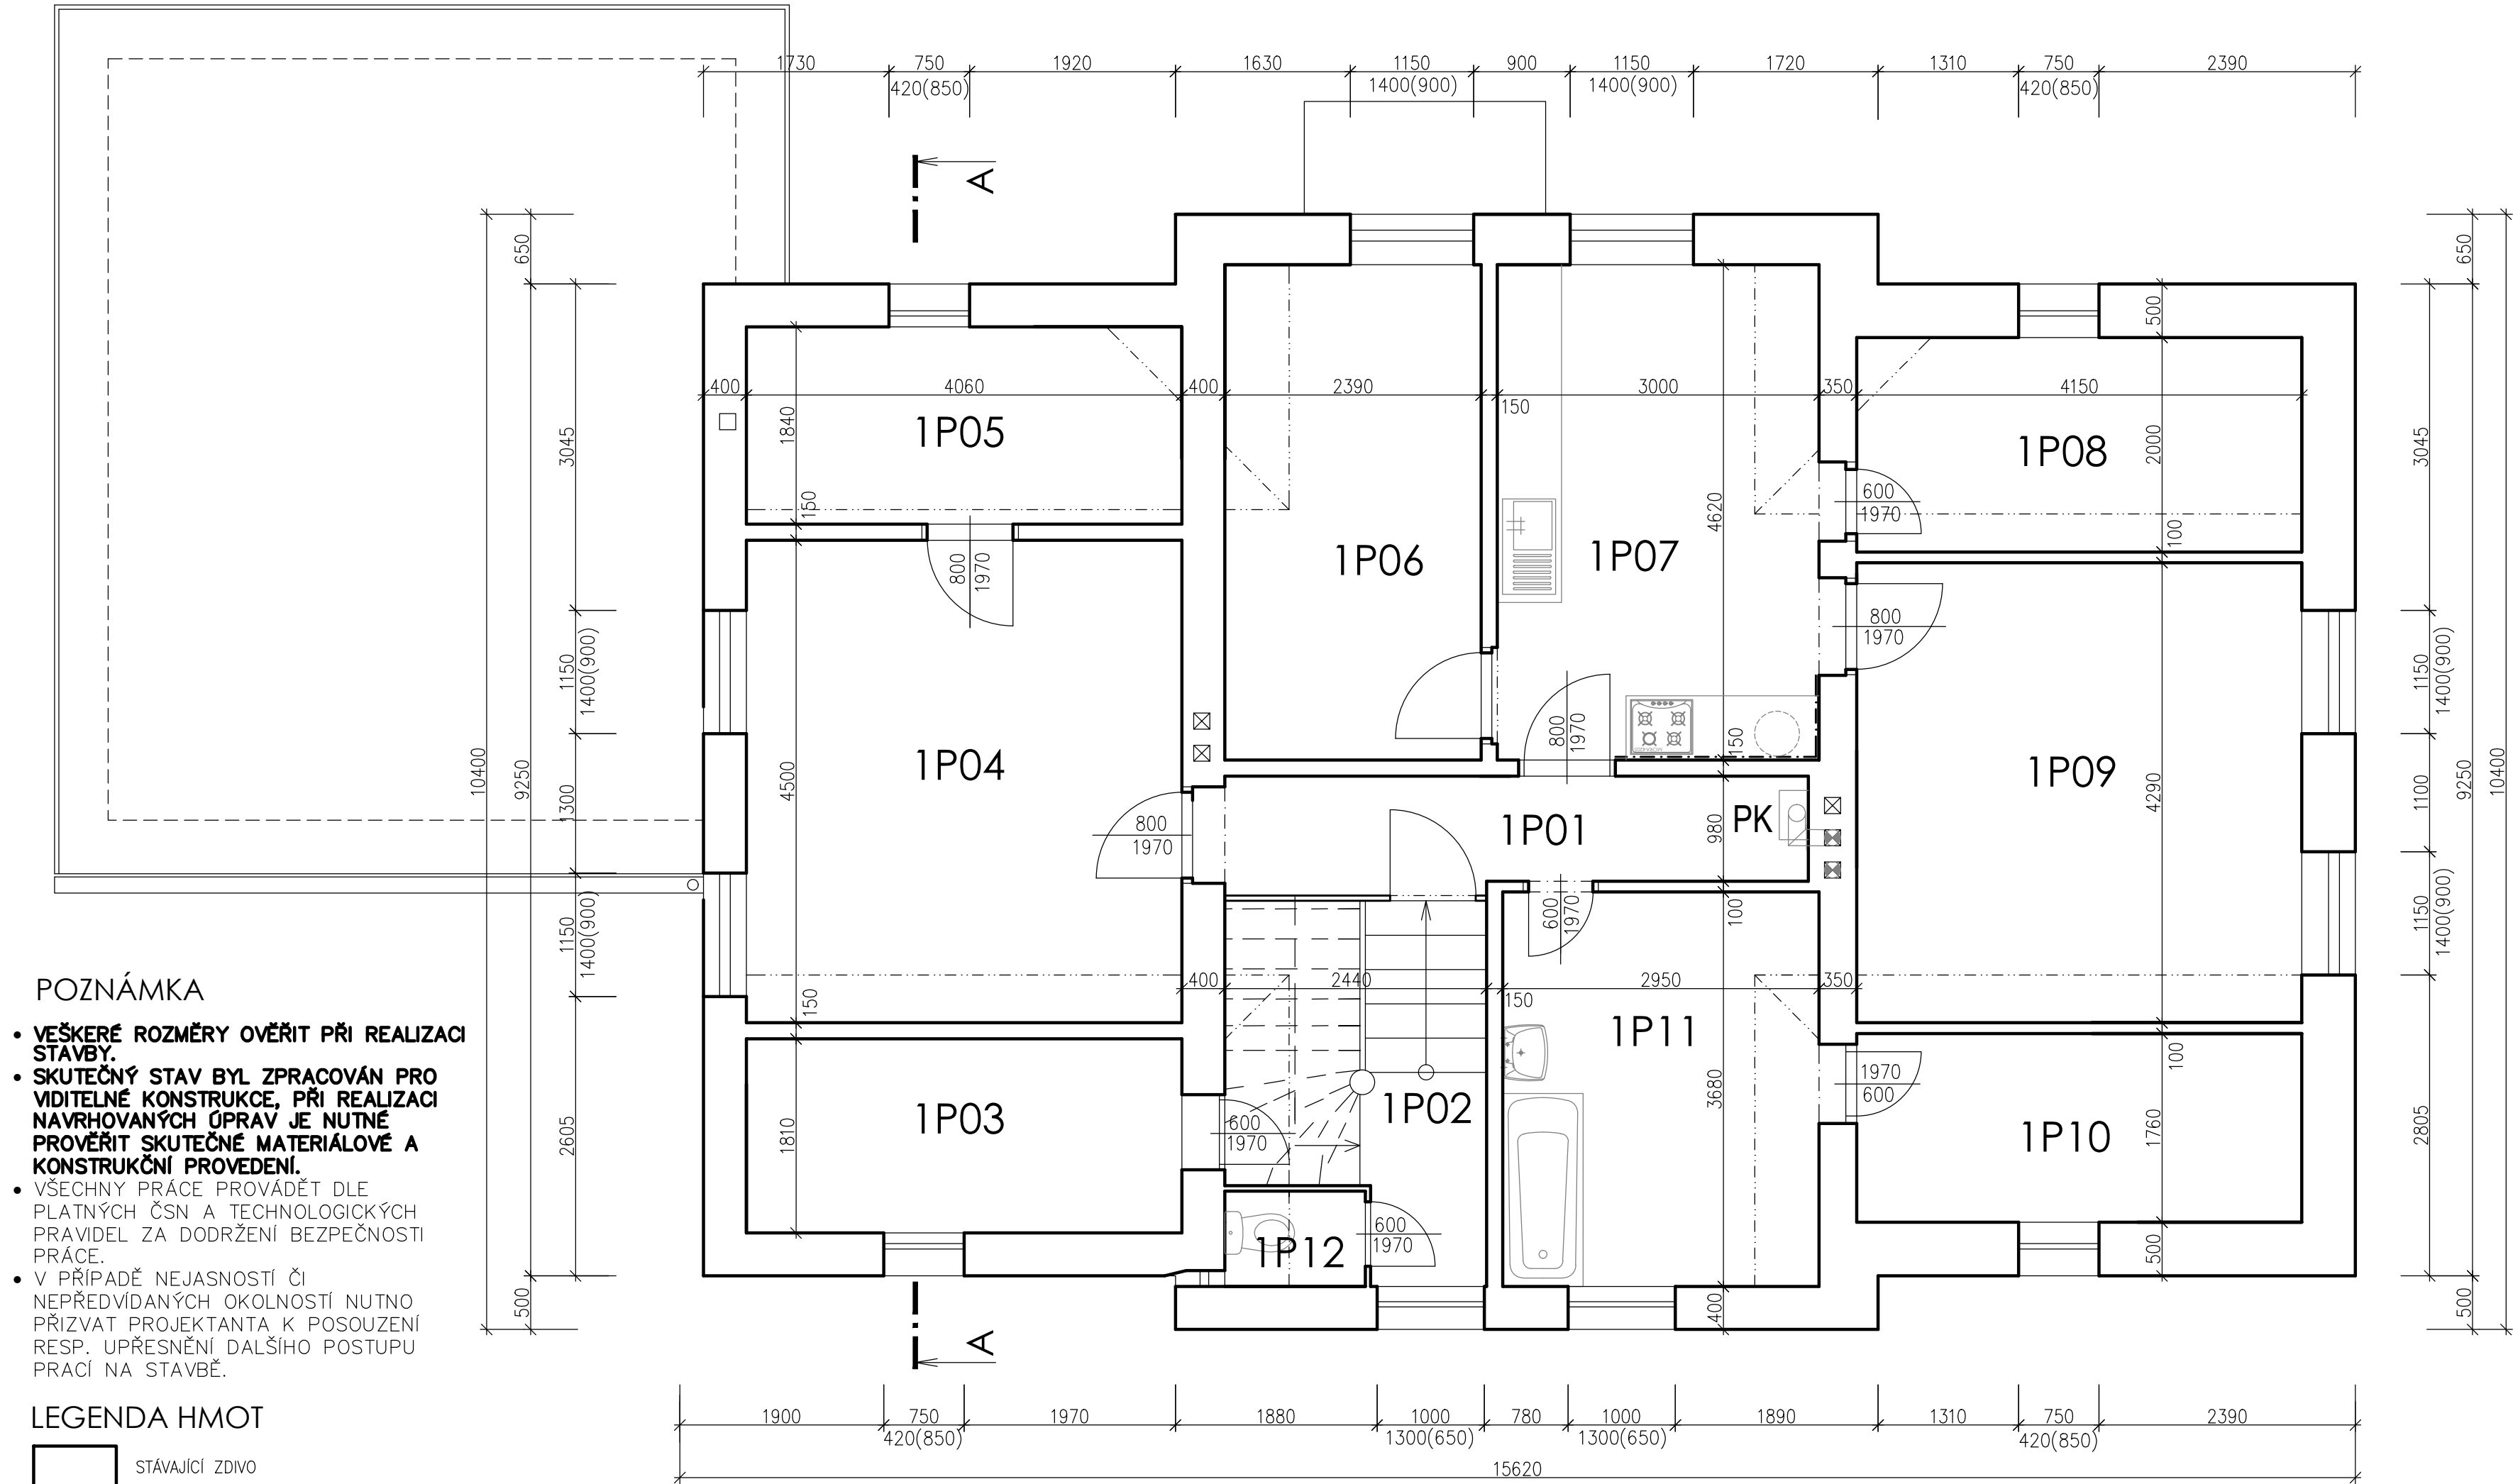 1730 750 1920 1630 1150 900 1150 1720 1310 750 2390
420(850) 1400(900) 1400(900) 420(850)
A
650
650
500
400 4060 400 2390 150 3000 350 4150
1840
1P05
3045
150
1P06
4620
1P07
1P08
2000
3045
600
1970
100
800
1970
800
1970
1150
1400(900)
1150
1400(900)
800
1970
150
10400
9250
1P04
4500
1300
800
1970
1P01
980
PK
1P09
4290
1100
9250
10400
1150
1400(900)
600
1970
100
1150
1400(900)
150
400 2440 150 2950 350
1P11
3680
100
1970
600
1P03
1810
2605
600
1970
1P02
1P10
1760
2805
600
1970
1P12
500
500
400
500
A
POZNÁMKA
• VEŠKERÉ ROZMĚRY OVĚŘIT PŘI REALIZACI
STAVBY.
• SKUTEČNÝ STAV BYL ZPRACOVÁN PRO
VIDITELNÉ KONSTRUKCE, PŘI REALIZACI
NAVRHOVANÝCH ÚPRAV JE NUTNÉ
PROVĚŘIT SKUTEČNÉ MATERIÁLOVÉ A
KONSTRUKČNÍ PROVEDENÍ.
• VŠECHNY PRÁCE PROVÁDĚT DLE
PLATNÝCH ČSN A TECHNOLOGICKÝCH
PRAVIDEL ZA DODRŽENÍ BEZPEČNOSTI
PRÁCE.
• V PŘÍPADĚ NEJASNOSTÍ ČI
NEPŘEDVÍDANÝCH OKOLNOSTÍ NUTNO
PŘIZVAT PROJEKTANTA K POSOUZENÍ
RESP. UPŘESNĚNÍ DALŠÍHO POSTUPU
PRACÍ NA STAVBĚ.
LEGENDA HMOT
STÁVAJÍCÍ ZDIVO
1900 750 1970 1880 1000 780 1000 1890 1310 750 2390
420(850) 1300(650) 1300(650) 420(850)
15620